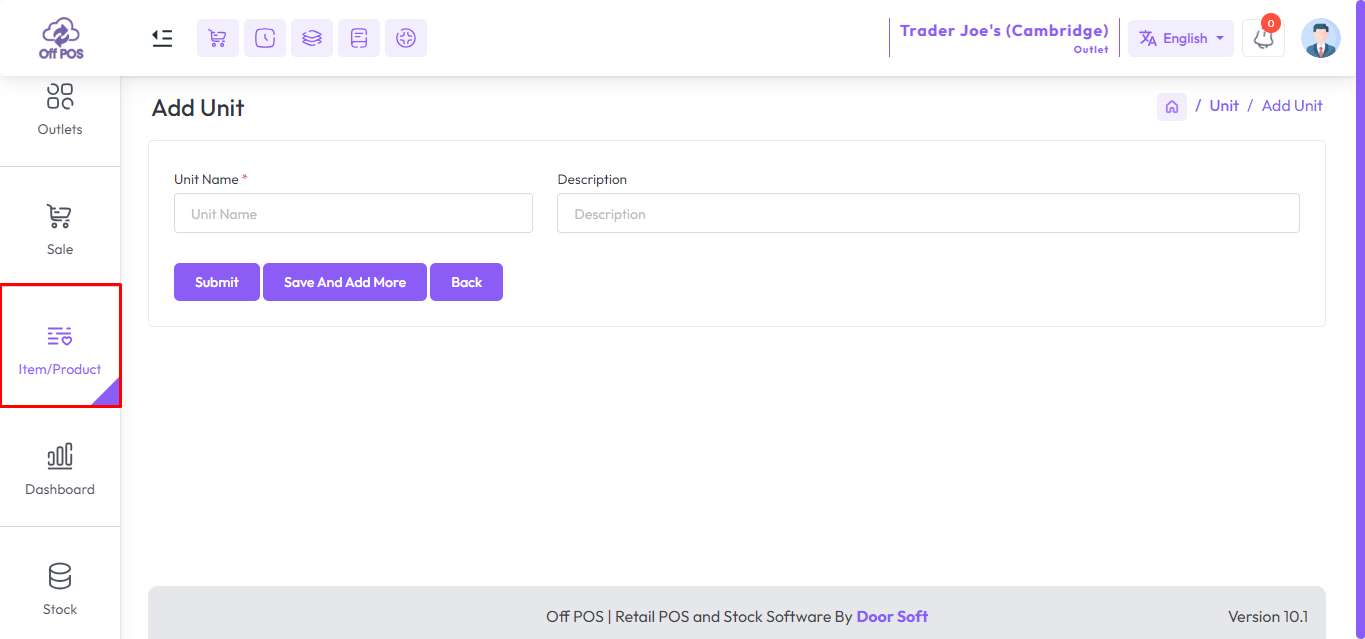 Off POS
Trader Joe's (Cambridge)
Outlet
English
0
Outlets
Sale
Item/Product
Dashboard
Stock
Add Unit
/ Unit / Add Unit
Unit Name *
Description
Unit Name
Description
Submit
Save And Add More
Back
Off POS | Retail POS and Stock Software By Door Soft
Version 10.1